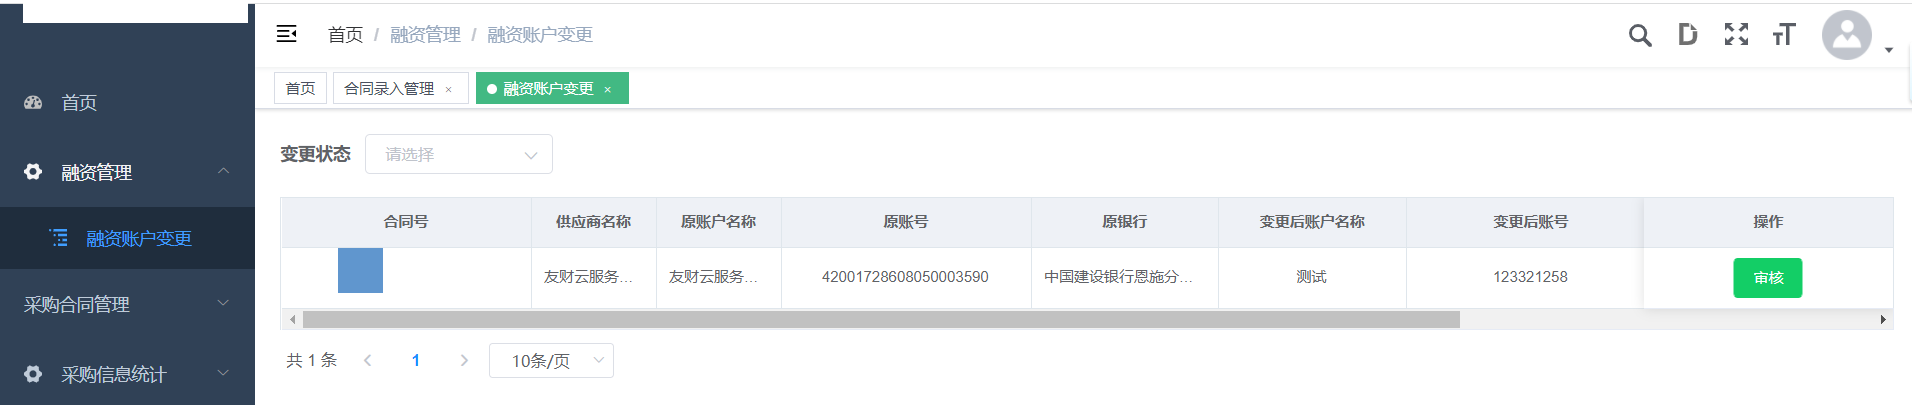 首页 / 融资管理 / 融资账户变更
首页 合同录入管理 × 融资账户变更 ×
首页
融资管理
融资账户变更
采购合同管理
采购信息统计
变更状态 请选择
合同号 供应商名称 原账户名称 原账号 原银行 变更后账户名称 变更后账号 操作
友财云服务... 友财云服务... 42001728608050003590 中国建设银行恩施分... 测试 123321258 审核
共 1 条 1 10条/页